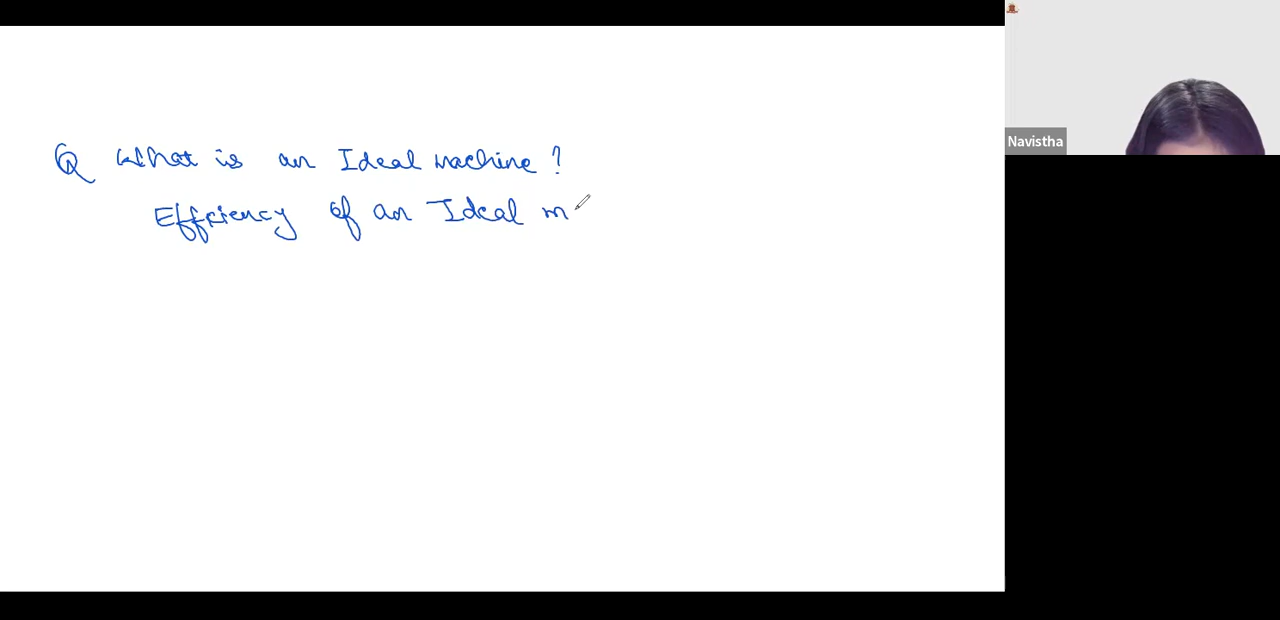 Q What is an Ideal machine ?
Efficiency of an Ideal m
Navistha